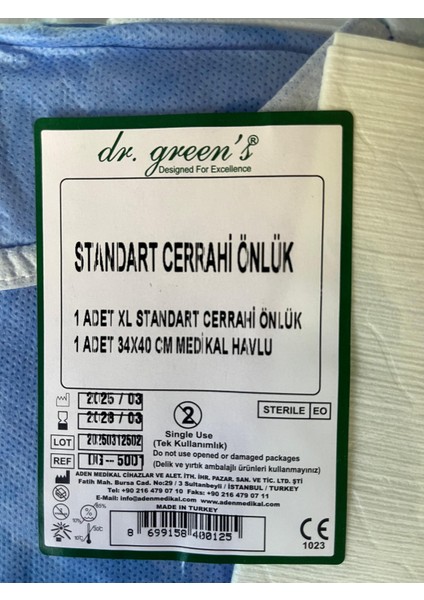 dr. green's®
Designed For Excellence
STANDART CERRAHİ ÖNLÜK
1 ADET XL STANDART CERRAHİ ÖNLÜK
1 ADET 34X40 CM MEDİKAL HAVLU
2025 / 03
2028 / 03
LOT 20250312502
REF
2
Single Use
(Tek Kullanımlık)
STERILE EO
Do not use opened or damaged packages
(Delik ve yırtık ambalajlı ürünleri kullanmayınız)
ADEN MEDİKAL CİHAZLAR VE ALET. İTH. İHR. PAZAR. SAN. VE TİC. LTD. ŞTİ
Fatih Mah. Bursa Cad. No:29 / 3 Sultanbeyli / İSTANBUL / TURKEY
Tel: +90 216 479 07 10 Faks: +90 216 479 07 11
E-Mail: info@adenmedikal.com www.adenmedikal.com
MADE IN TURKEY
8 699158 400125
CE
1023